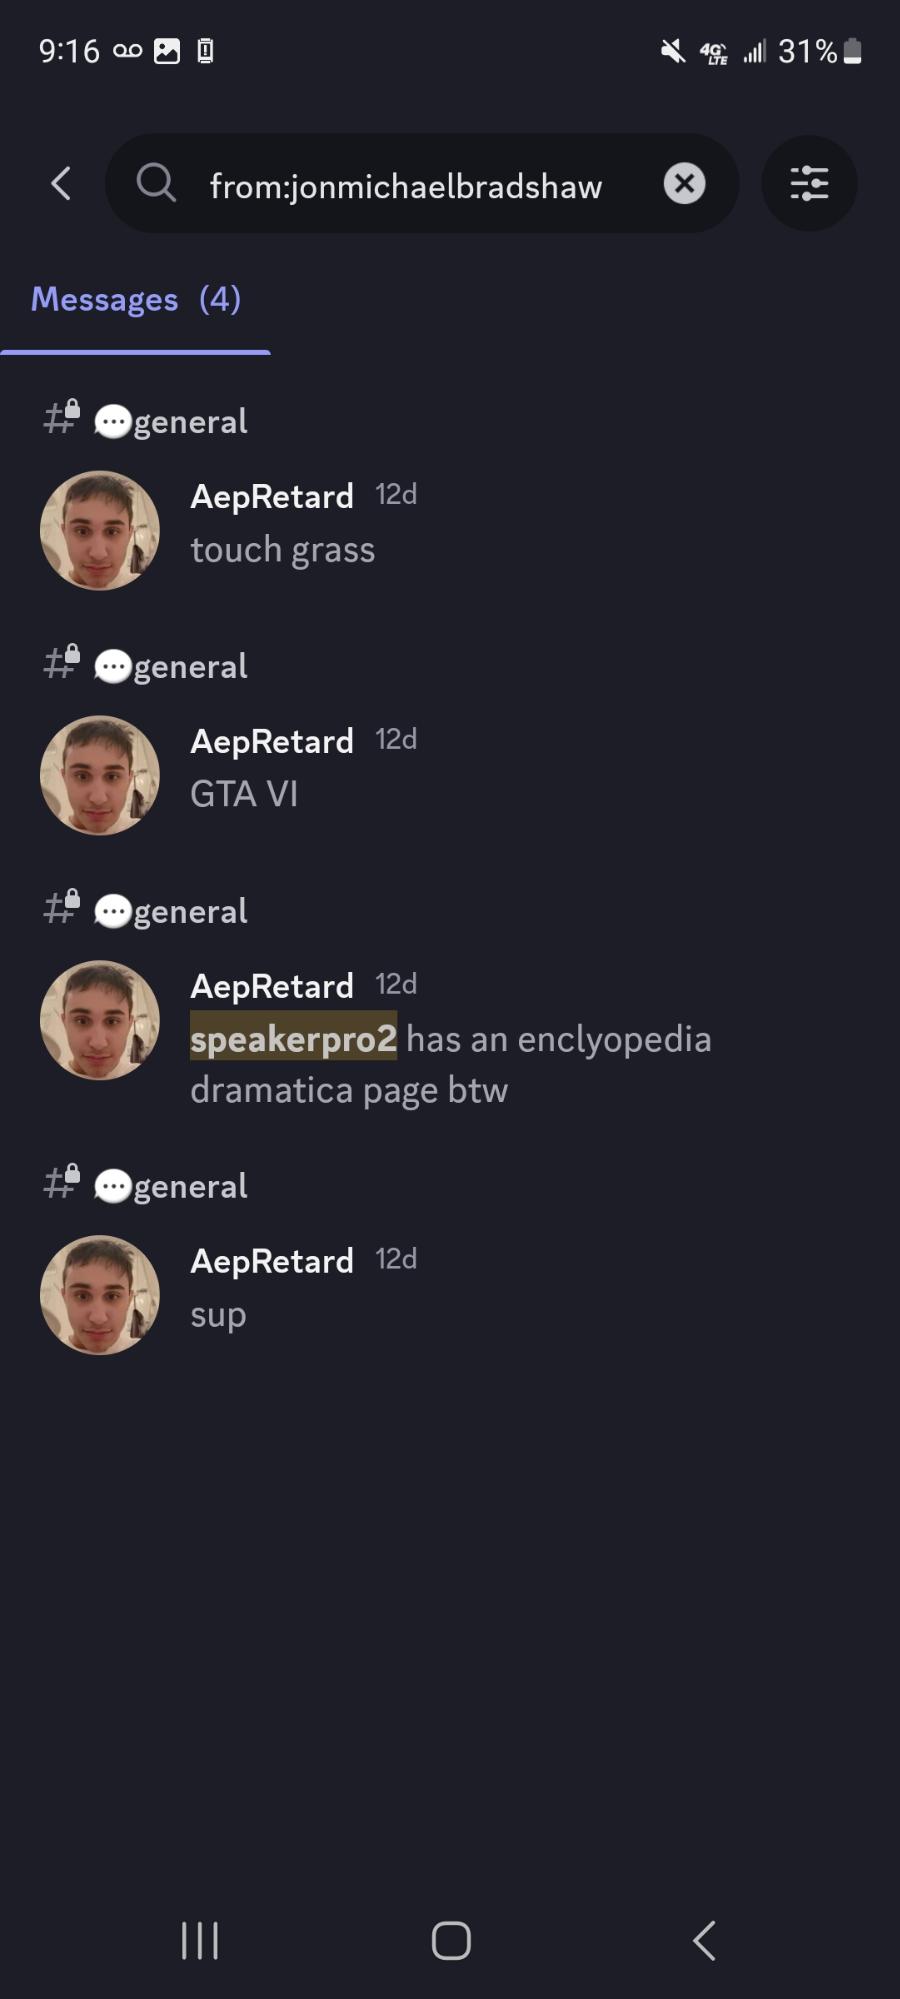 9:16
4G LTE 31%
from:jonmichaelbradshaw
Messages (4)
general
AepRetard 12d
touch grass
general
AepRetard 12d
GTA VI
general
AepRetard 12d
speakerpro2 has an enclyopedia
dramatica page btw
general
AepRetard 12d
sup